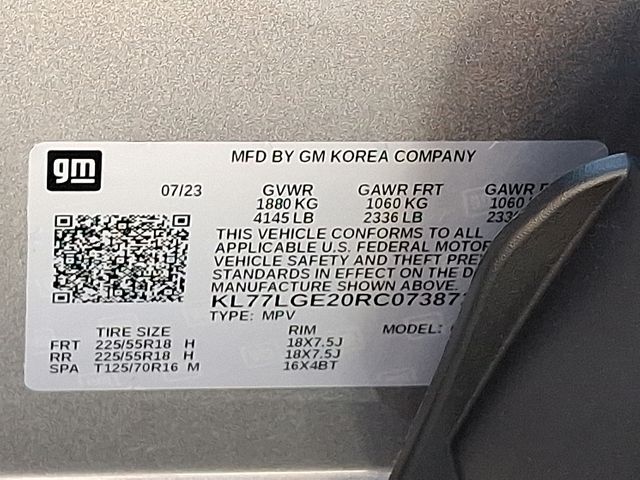 gm
MFD BY GM KOREA COMPANY
07/23 GVWR GAWR FRT GAWR
1880 KG 1060 KG 1060
4145 LB 2336 LB
THIS VEHICLE CONFORMS TO ALL
APPLICABLE U.S. FEDERAL MOTOR
VEHICLE SAFETY AND THEFT
STANDARDS IN EFFECT ON THE
MANUFACTURE SHOWN ABOVE.
KL77LGE20RC07387
TYPE: MPV MODEL:
TIRE SIZE RIM
FRT 225/55R18 H 18X7.5J
RR 225/55R18 H 18X7.5J
SPA T125/70R16 M 16X4BT